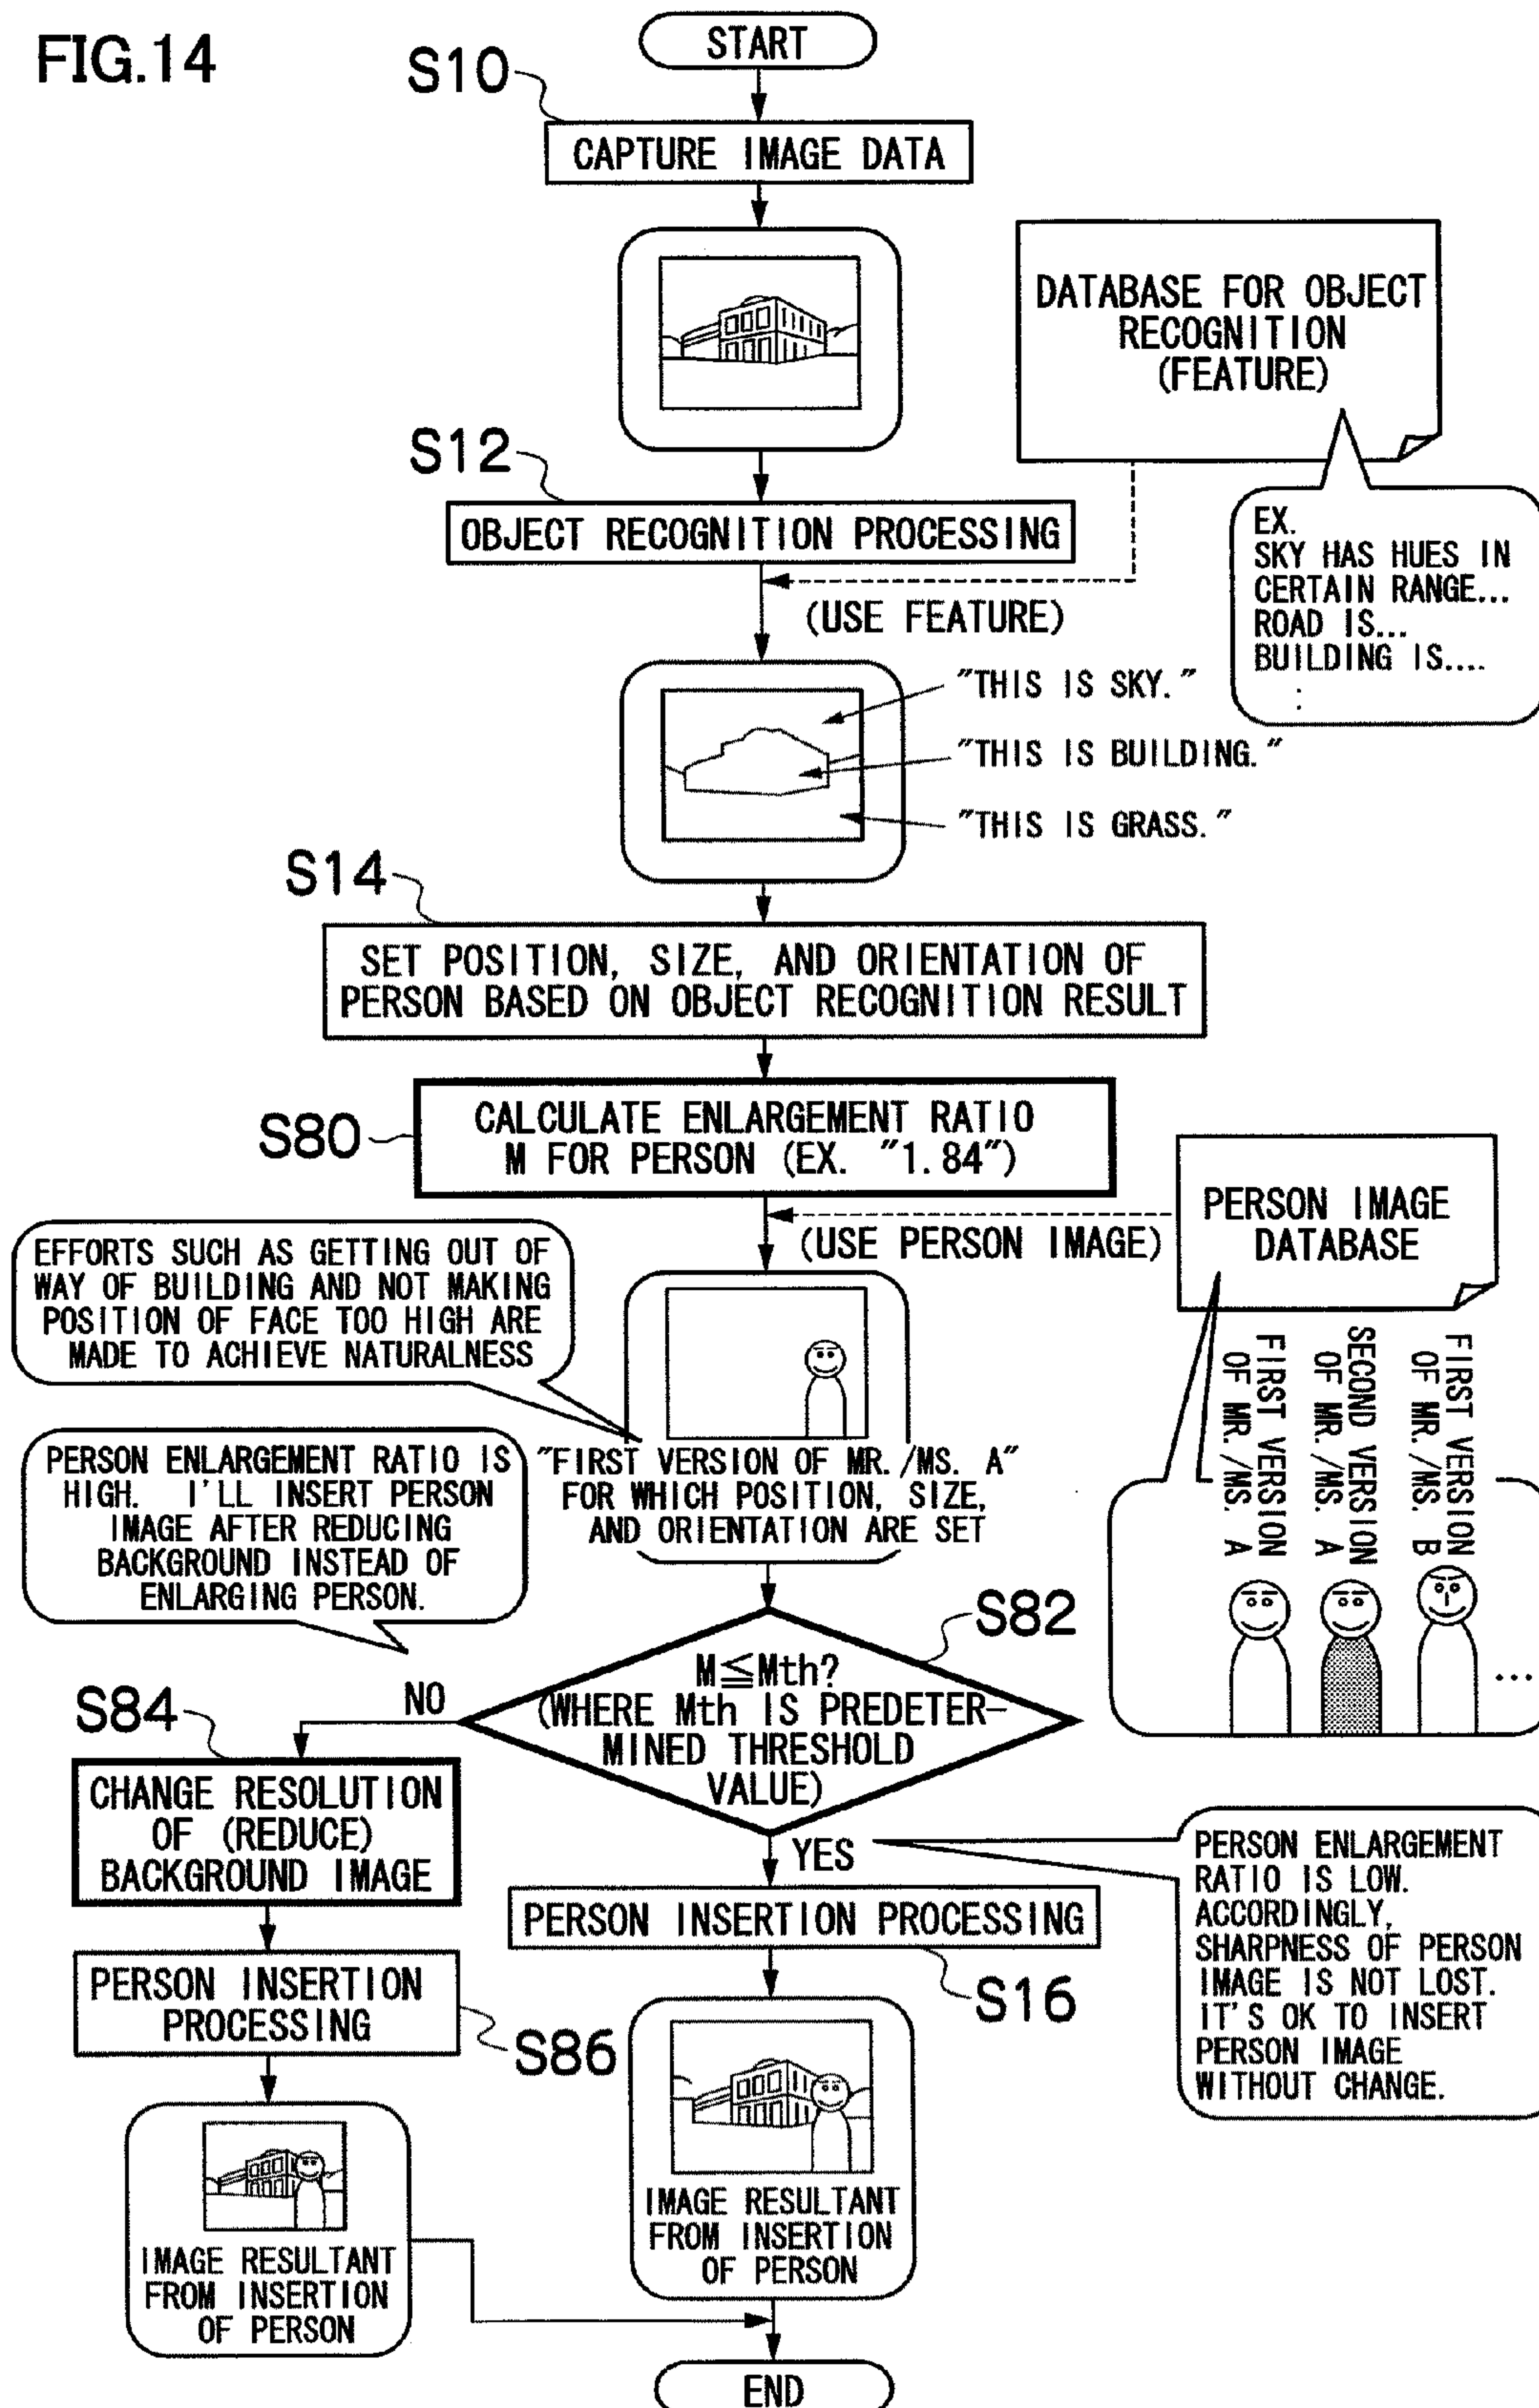 FIG.14
START
S10
CAPTURE IMAGE DATA
DATABASE FOR OBJECT
RECOGNITION
(FEATURE)
EX.
SKY HAS HUES IN
CERTAIN RANGE...
ROAD IS...
BUILDING IS....
:
S12
OBJECT RECOGNITION PROCESSING
(USE FEATURE)
"THIS IS SKY."
"THIS IS BUILDING."
"THIS IS GRASS."
S14
SET POSITION, SIZE, AND ORIENTATION OF
PERSON BASED ON OBJECT RECOGNITION RESULT
S80
CALCULATE ENLARGEMENT RATIO
M FOR PERSON (EX. "1.84")
(USE PERSON IMAGE)
PERSON IMAGE
DATABASE
FIRST VERSION
OF MR./MS. A
SECOND VERSION
OF MR./MS. A
FIRST VERSION
OF MR./MS. B
...
EFFORTS SUCH AS GETTING OUT OF
WAY OF BUILDING AND NOT MAKING
POSITION OF FACE TOO HIGH ARE
MADE TO ACHIEVE NATURALNESS
"FIRST VERSION OF MR./MS. A"
FOR WHICH POSITION, SIZE,
AND ORIENTATION ARE SET
PERSON ENLARGEMENT RATIO IS
HIGH. I'LL INSERT PERSON
IMAGE AFTER REDUCING
BACKGROUND INSTEAD OF
ENLARGING PERSON.
S82
M≦Mth?
(WHERE Mth IS PREDETER-
MINED THRESHOLD
VALUE)
NO
YES
S84
CHANGE RESOLUTION
OF (REDUCE)
BACKGROUND IMAGE
PERSON INSERTION
PROCESSING
S86
IMAGE RESULTANT
FROM INSERTION
OF PERSON
PERSON INSERTION PROCESSING
S16
PERSON ENLARGEMENT
RATIO IS LOW.
ACCORDINGLY,
SHARPNESS OF PERSON
IMAGE IS NOT LOST.
IT'S OK TO INSERT
PERSON IMAGE
WITHOUT CHANGE.
IMAGE RESULTANT
FROM INSERTION
OF PERSON
END